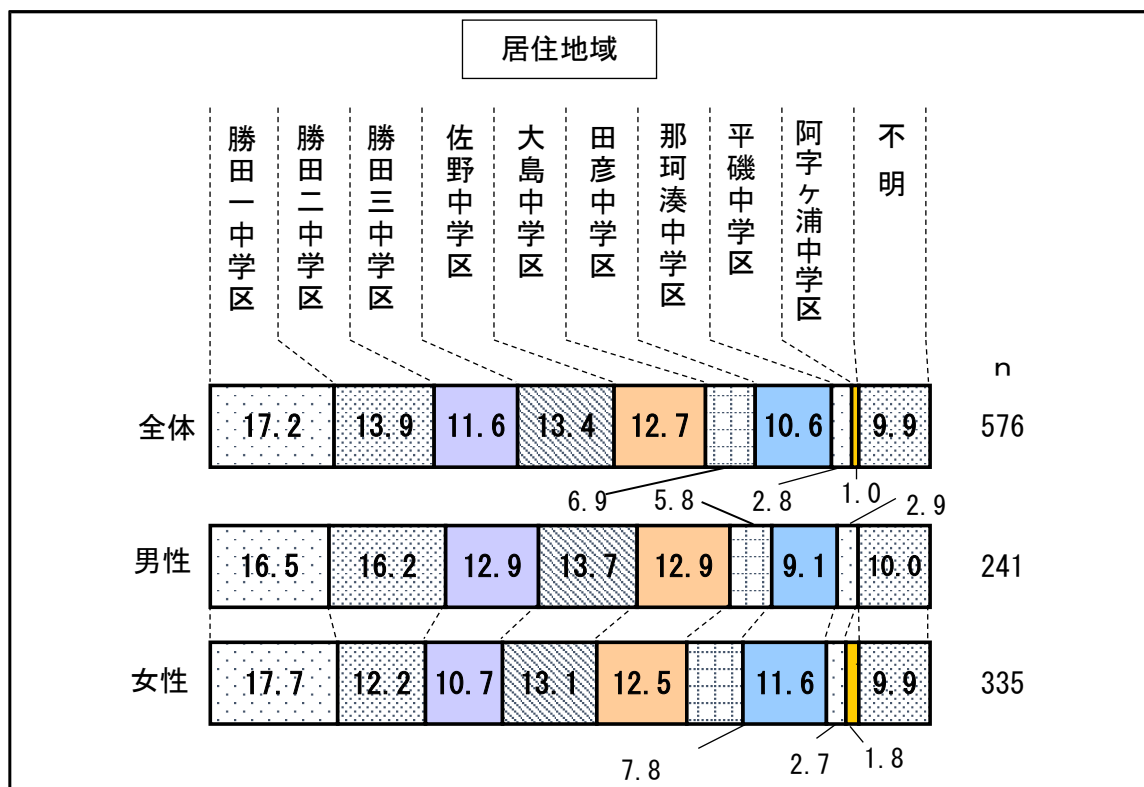 居住地域
勝田一中学区
勝田二中学区
勝田三中学区
佐野中学区
大島中学区
田彦中学区
那珂湊中学区
平磯中学区
阿字ヶ浦中学区
不明
n
全体 17.2 13.9 11.6 13.4 12.7 10.6 9.9 576
6.9 5.8 2.8 1.0 2.9
男性 16.5 16.2 12.9 13.7 12.9 9.1 10.0 241
女性 17.7 12.2 10.7 13.1 12.5 11.6 9.9 335
7.8 2.7 1.8